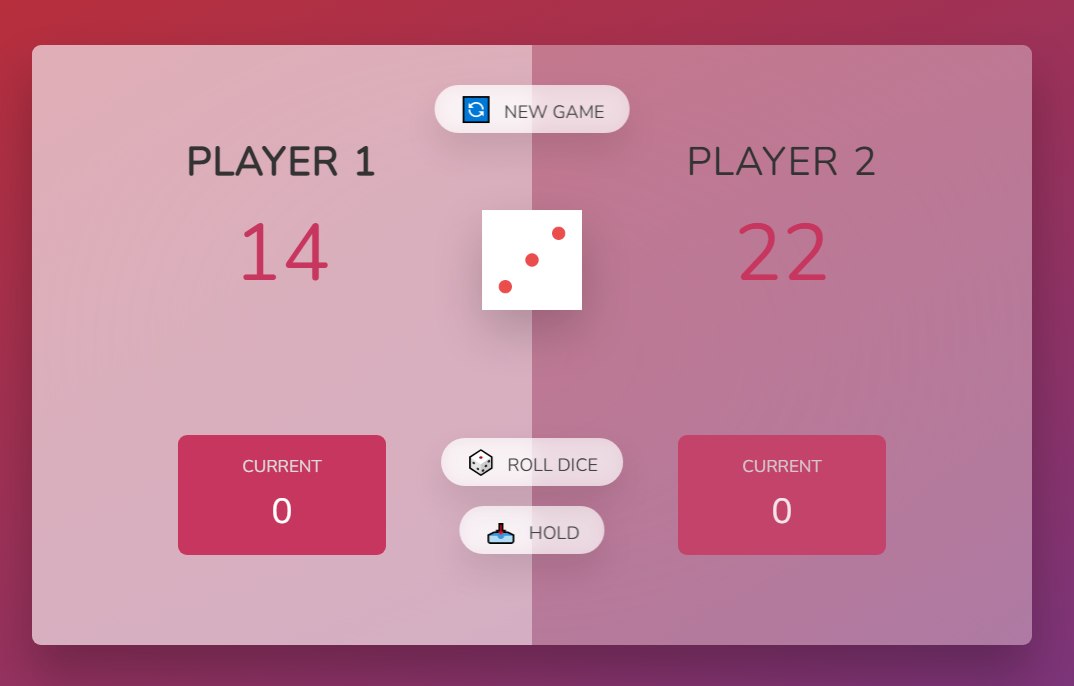 NEW GAME
PLAYER 1
14
CURRENT
0
PLAYER 2
22
CURRENT
0
ROLL DICE
HOLD